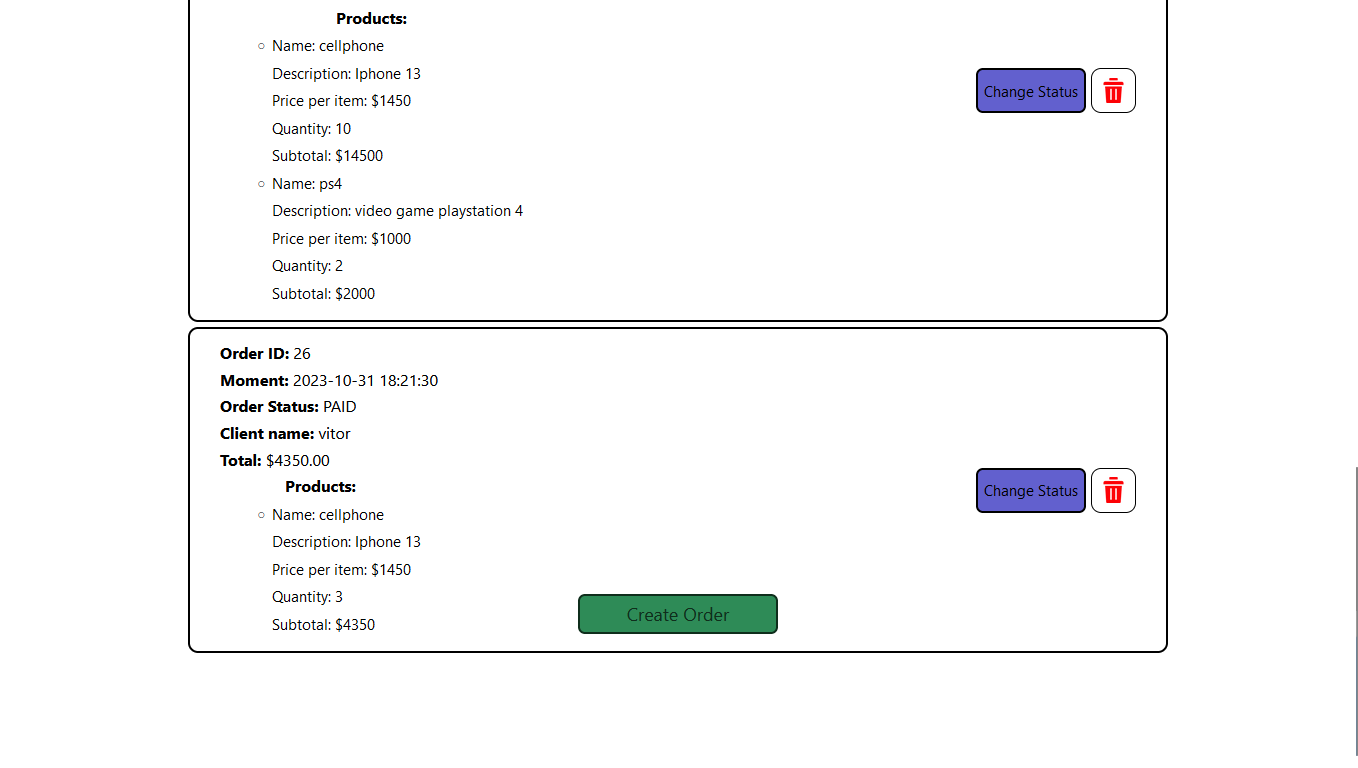 Products:
Name: cellphone
Description: Iphone 13
Price per item: $1450
Quantity: 10
Subtotal: $14500
Name: ps4
Description: video game playstation 4
Price per item: $1000
Quantity: 2
Subtotal: $2000
Change Status
Order ID: 26
Moment: 2023-10-31 18:21:30
Order Status: PAID
Client name: vitor
Total: $4350.00
Products:
Name: cellphone
Description: Iphone 13
Price per item: $1450
Quantity: 3
Subtotal: $4350
Change Status
Create Order